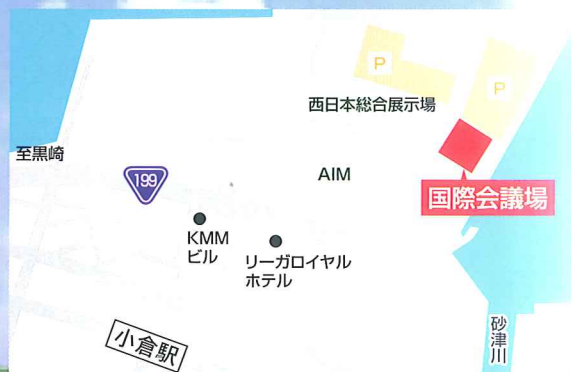 P
P
西日本総合展示場
至黒崎
199
AIM
国際会議場
KMM
ビル
リーガロイヤル
ホテル
小倉駅
砂津川